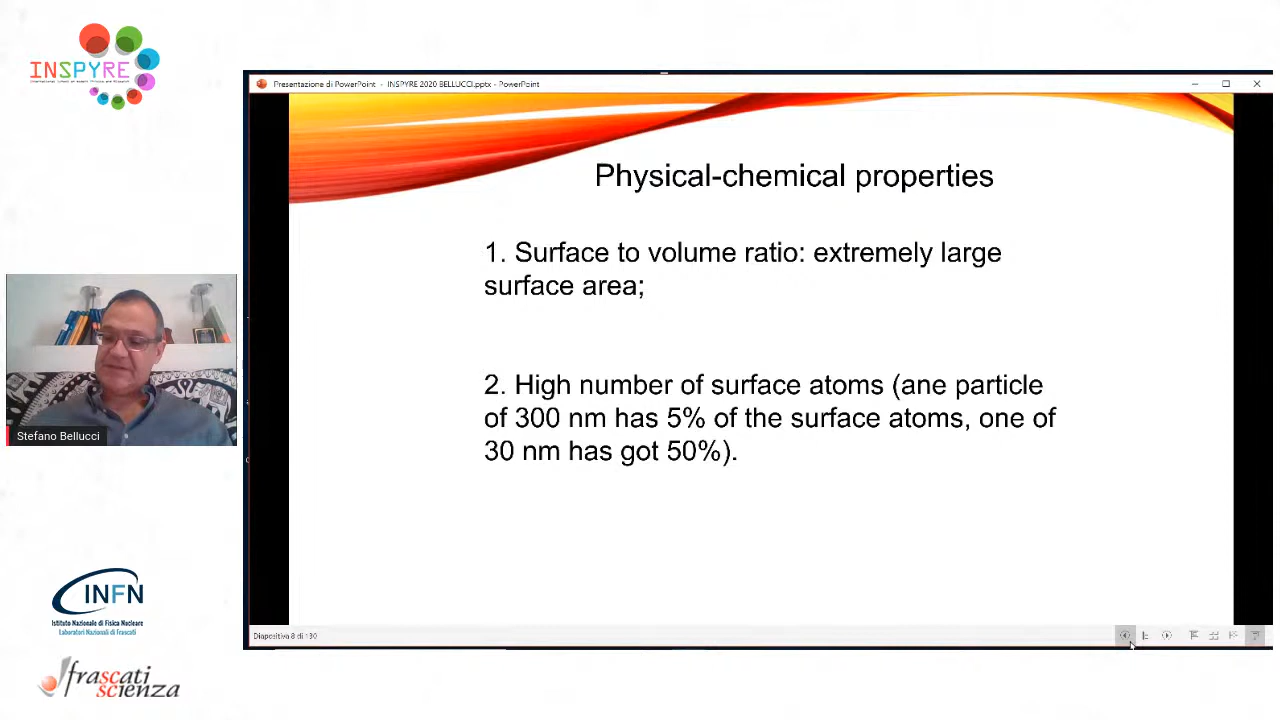 INSPYRE
Presentazione di PowerPoint - INSPYRE 2020 BELLUCCI.pptx - PowerPoint
Physical-chemical properties
1. Surface to volume ratio: extremely large
surface area;
2. High number of surface atoms (ane particle
of 300 nm has 5% of the surface atoms, one of
30 nm has got 50%).
Stefano Bellucci
INFN
Istituto Nazionale di Fisica Nucleare
Laboratori Nazionali di Frascati
Diapositiva 8 di 130
frascati
scienza